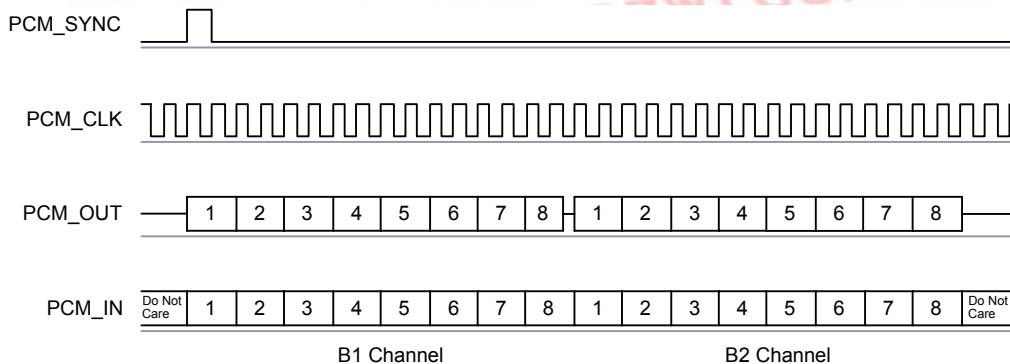 PCM_SYNC
PCM_CLK
PCM_OUT 1 2 3 4 5 6 7 8 1 2 3 4 5 6 7 8
PCM_IN Do Not Care 1 2 3 4 5 6 7 8 1 2 3 4 5 6 7 8 Do Not Care
B1 Channel B2 Channel